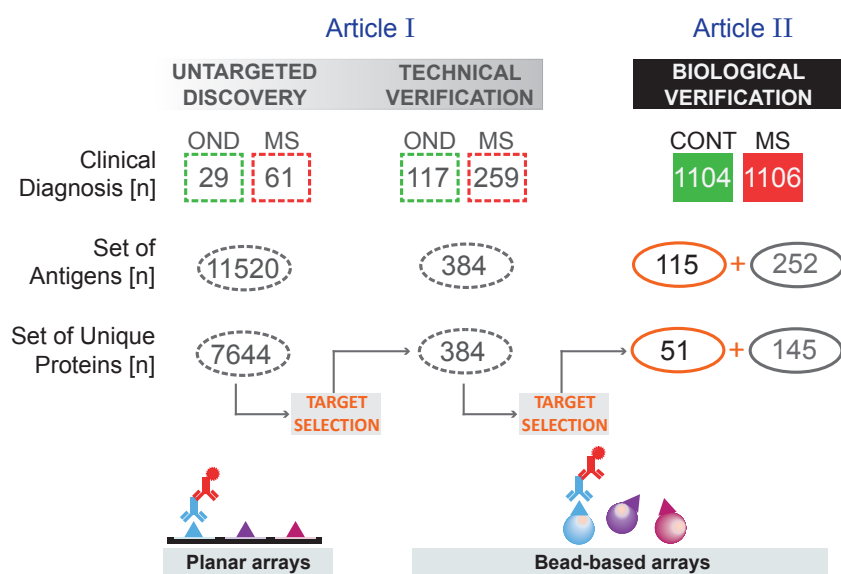 Article I Article II
UNTARGETED DISCOVERY TECHNICAL VERIFICATION BIOLOGICAL VERIFICATION
OND MS OND MS CONT MS
Clinical Diagnosis [n] 29 61 117 259 1104 1106
Set of Antigens [n] 11520 384 115 + 252
Set of Unique Proteins [n] 7644 384 51 + 145
TARGET SELECTION TARGET SELECTION
Planar arrays Bead-based arrays